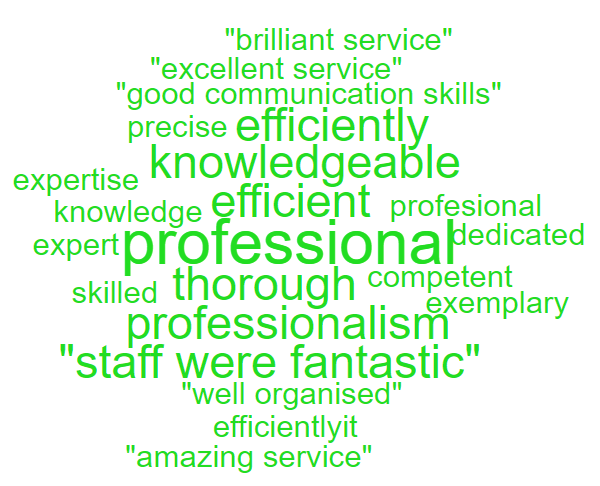 "brilliant service"
"excellent service"
"good communication skills"
precise efficiently
knowledgeable
expertise
efficient
knowledge profesional
professional
expert dedicated
thorough competent
skilled exemplary
professionalism
"staff were fantastic"
"well organised"
efficientlyit
"amazing service"